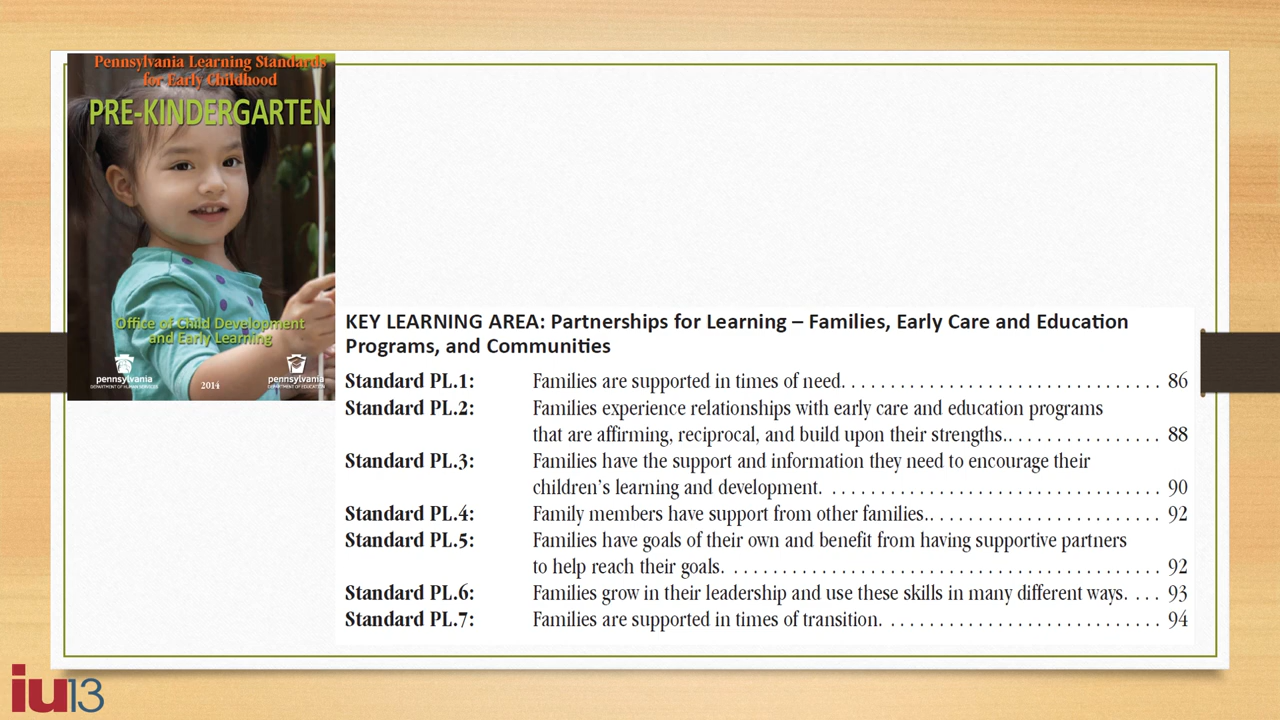 Pennsylvania Learning Standards
for Early Childhood
PRE-KINDERGARTEN
Office of Child Development
and Early Learning
pennsylvania
DEPARTMENT OF HUMAN SERVICES
2014
pennsylvania
DEPARTMENT OF EDUCATION
KEY LEARNING AREA: Partnerships for Learning – Families, Early Care and Education
Programs, and Communities
Standard PL.1: Families are supported in times of need. . . . . . . . . . . . . . . . . . . . . . . . . . . . . . . . 86
Standard PL.2: Families experience relationships with early care and education programs
that are affirming, reciprocal, and build upon their strengths.. . . . . . . . . . . . . . . . 88
Standard PL.3: Families have the support and information they need to encourage their
children's learning and development. . . . . . . . . . . . . . . . . . . . . . . . . . . . . . . . . . 90
Standard PL.4: Family members have support from other families.. . . . . . . . . . . . . . . . . . . . . . . . 92
Standard PL.5: Families have goals of their own and benefit from having supportive partners
to help reach their goals. . . . . . . . . . . . . . . . . . . . . . . . . . . . . . . . . . . . . . . . . . . . 92
Standard PL.6: Families grow in their leadership and use these skills in many different ways. . . . 93
Standard PL.7: Families are supported in times of transition. . . . . . . . . . . . . . . . . . . . . . . . . . . . 94
iu13